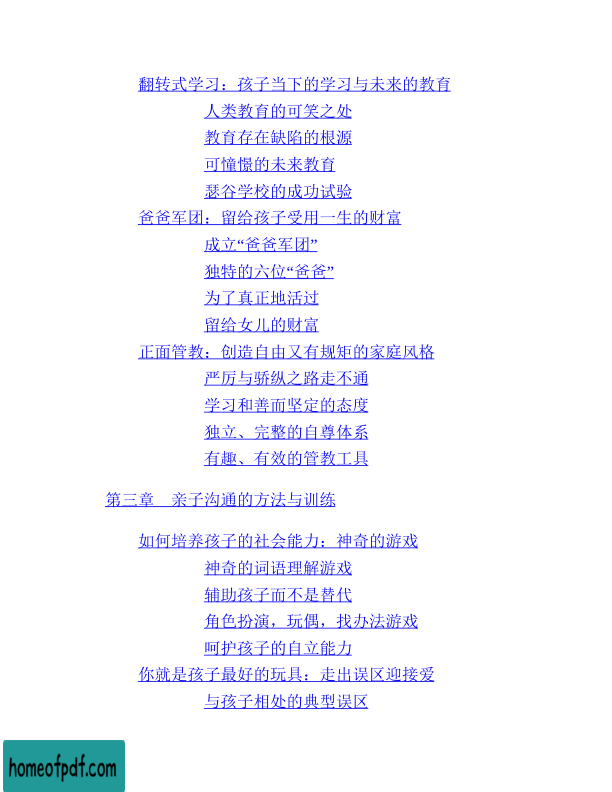 翻转式学习：孩子当下的学习与未来的教育
人类教育的可笑之处
教育存在缺陷的根源
可憧憬的未来教育
瑟谷学校的成功试验
爸爸军团：留给孩子受用一生的财富
成立“爸爸军团”
独特的六位“爸爸”
为了真正地活过
留给女儿的财富
正面管教：创造自由又有规矩的家庭风格
严厉与骄纵之路走不通
学习和善而坚定的态度
独立、完整的自尊体系
有趣、有效的管教工具
第三章　亲子沟通的方法与训练
如何培养孩子的社会能力：神奇的游戏
神奇的词语理解游戏
辅助孩子而不是替代
角色扮演，玩偶，找办法游戏
呵护孩子的自立能力
你就是孩子最好的玩具：走出误区迎接爱
与孩子相处的典型误区
homeofpdf.com